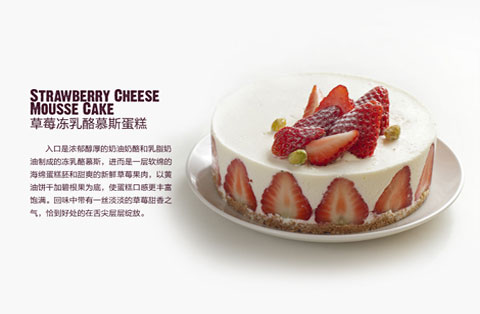 STRAWBERRY CHEESE
MOUSSE CAKE
草莓冻乳酪慕斯蛋糕
入口是浓郁醇厚的奶油奶酪和乳脂奶
油制成的冻乳酪慕斯，进而是一层软绵的
海绵蛋糕胚和甜爽的新鲜草莓果肉，以黄
油饼干加碧根果为底，使蛋糕口感更丰富
饱满。回味中带有一丝淡淡的草莓甜香之
气，恰到好处的在舌尖层层绽放。